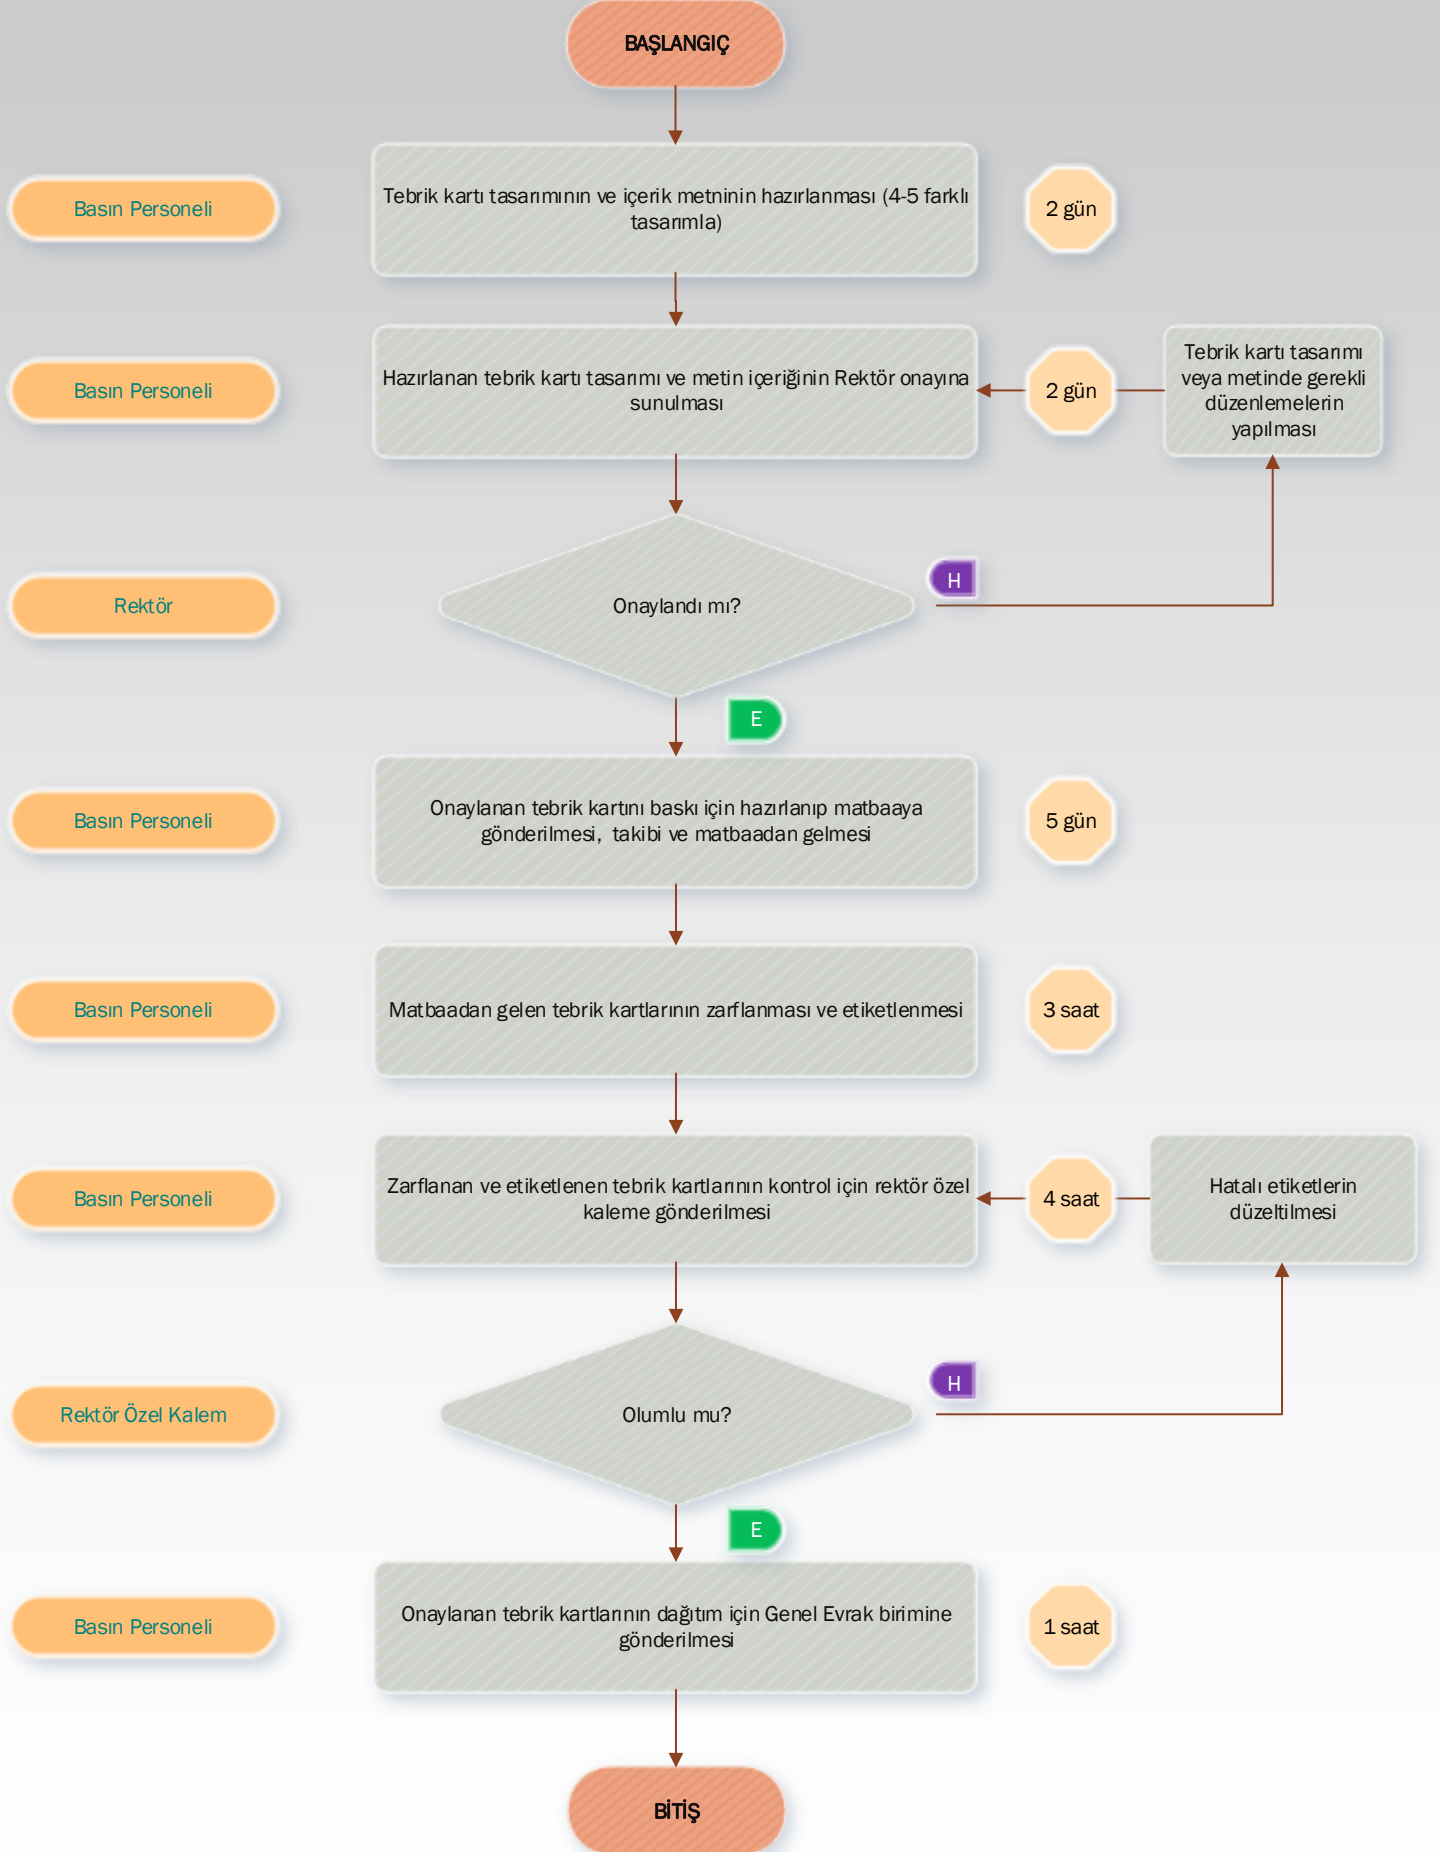 BAŞLANGIÇ
Basın Personeli
Tebrik kartı tasarımının ve içerik metninin hazırlanması (4-5 farklı
tasarımla)
2 gün
Basın Personeli
Hazırlanan tebrik kartı tasarımı ve metin içeriğinin Rektör onayına
sunulması
2 gün
Tebrik kartı tasarımı
veya metinde gerekli
düzenlemelerin
yapılması
Rektör
Onaylandı mı?
H
E
Basın Personeli
Onaylanan tebrik kartını baskı için hazırlanıp matbaaya
gönderilmesi,  takibi ve matbaadan gelmesi
5 gün
Basın Personeli
Matbaadan gelen tebrik kartlarının zarflanması ve etiketlenmesi
3 saat
Basın Personeli
Zarflanan ve etiketlenen tebrik kartlarının kontrol için rektör özel
kaleme gönderilmesi
4 saat
Hatalı etiketlerin
düzeltilmesi
Rektör Özel Kalem
Olumlu mu?
H
E
Basın Personeli
Onaylanan tebrik kartlarının dağıtım için Genel Evrak birimine
gönderilmesi
1 saat
BİTİŞ